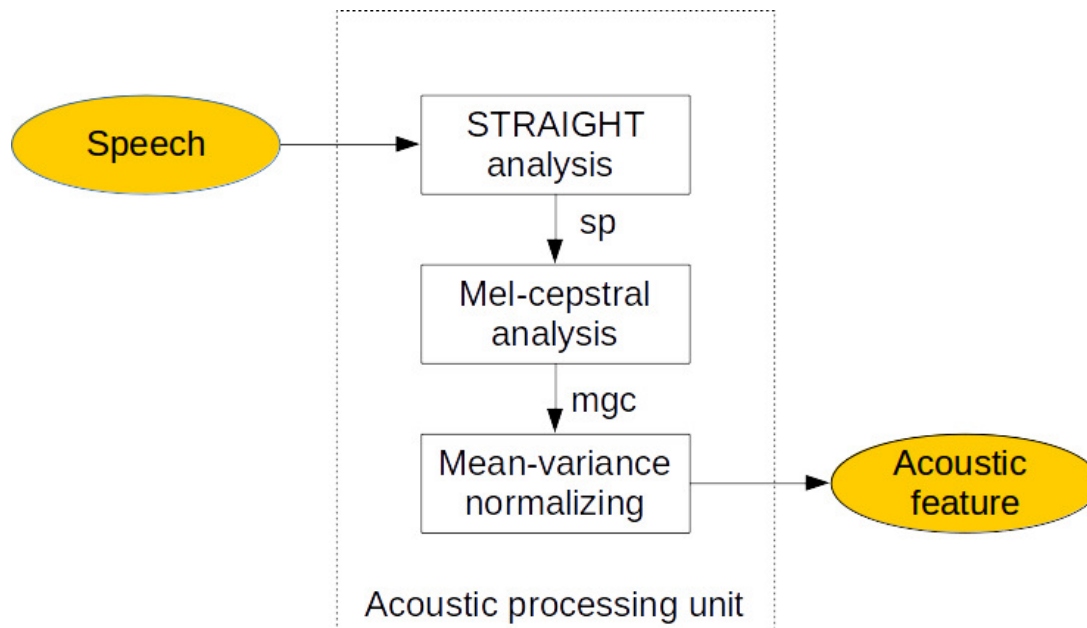 Speech
STRAIGHT
analysis
sp
Mel-cepstral
analysis
mgc
Mean-variance
normalizing
Acoustic
feature
Acoustic processing unit